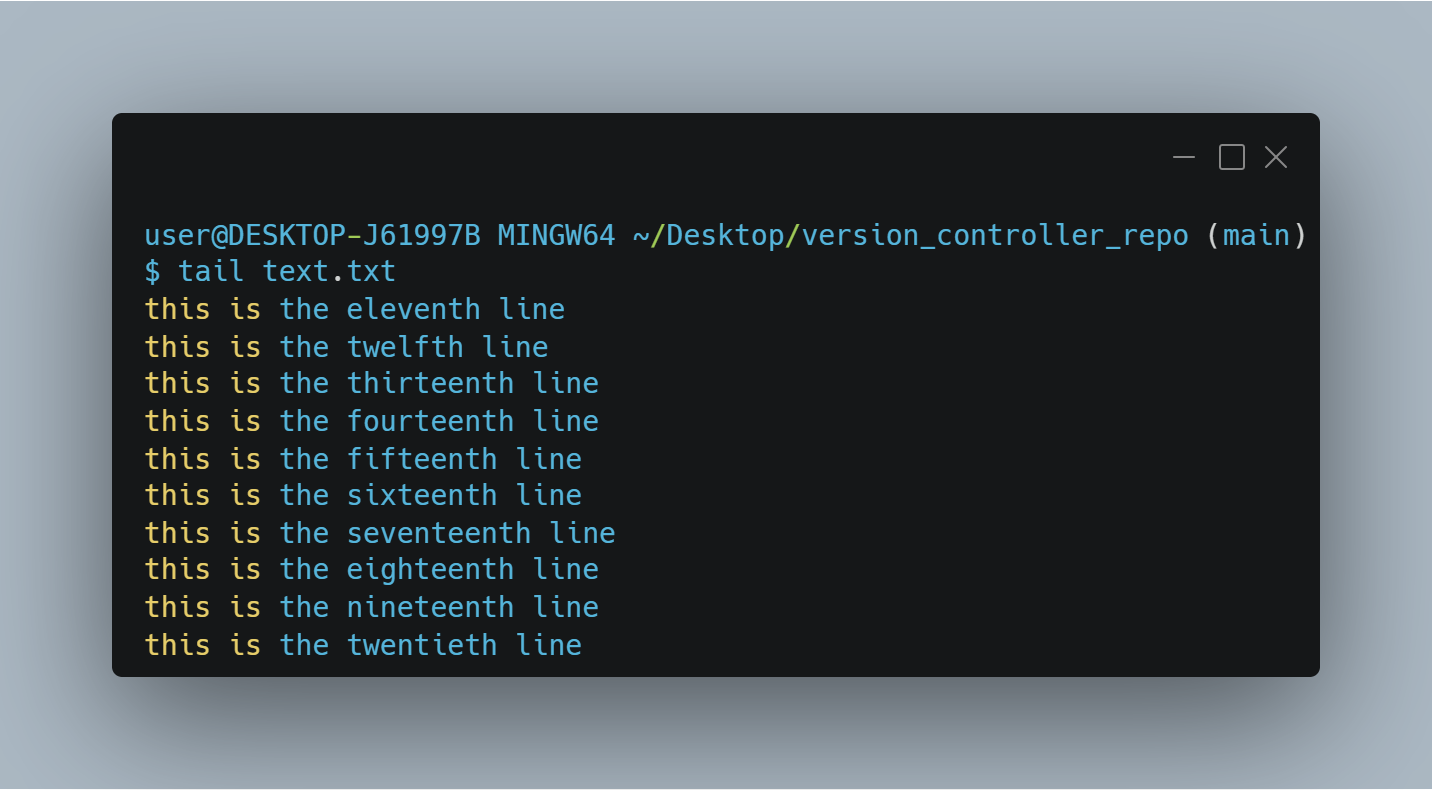 user@DESKTOP-J61997B MINGW64 ~/Desktop/version_controller_repo (main)
$ tail text.txt
this is the eleventh line
this is the twelfth line
this is the thirteenth line
this is the fourteenth line
this is the fifteenth line
this is the sixteenth line
this is the seventeenth line
this is the eighteenth line
this is the nineteenth line
this is the twentieth line